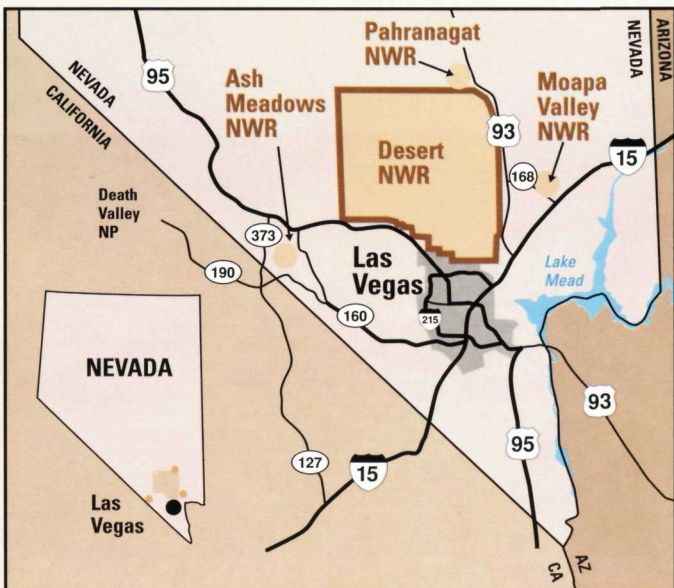 Pahranagat
NWR
NEVADA
ARIZONA
95
NEVADA
CALIFORNIA
Ash
Meadows
NWR
Moapa
Valley
NWR
93
15
Desert
NWR
168
Death
Valley
NP
373
190
Las
Vegas
Lake
Mead
160
215
NEVADA
93
95
127
15
Las
Vegas
CA
AZ